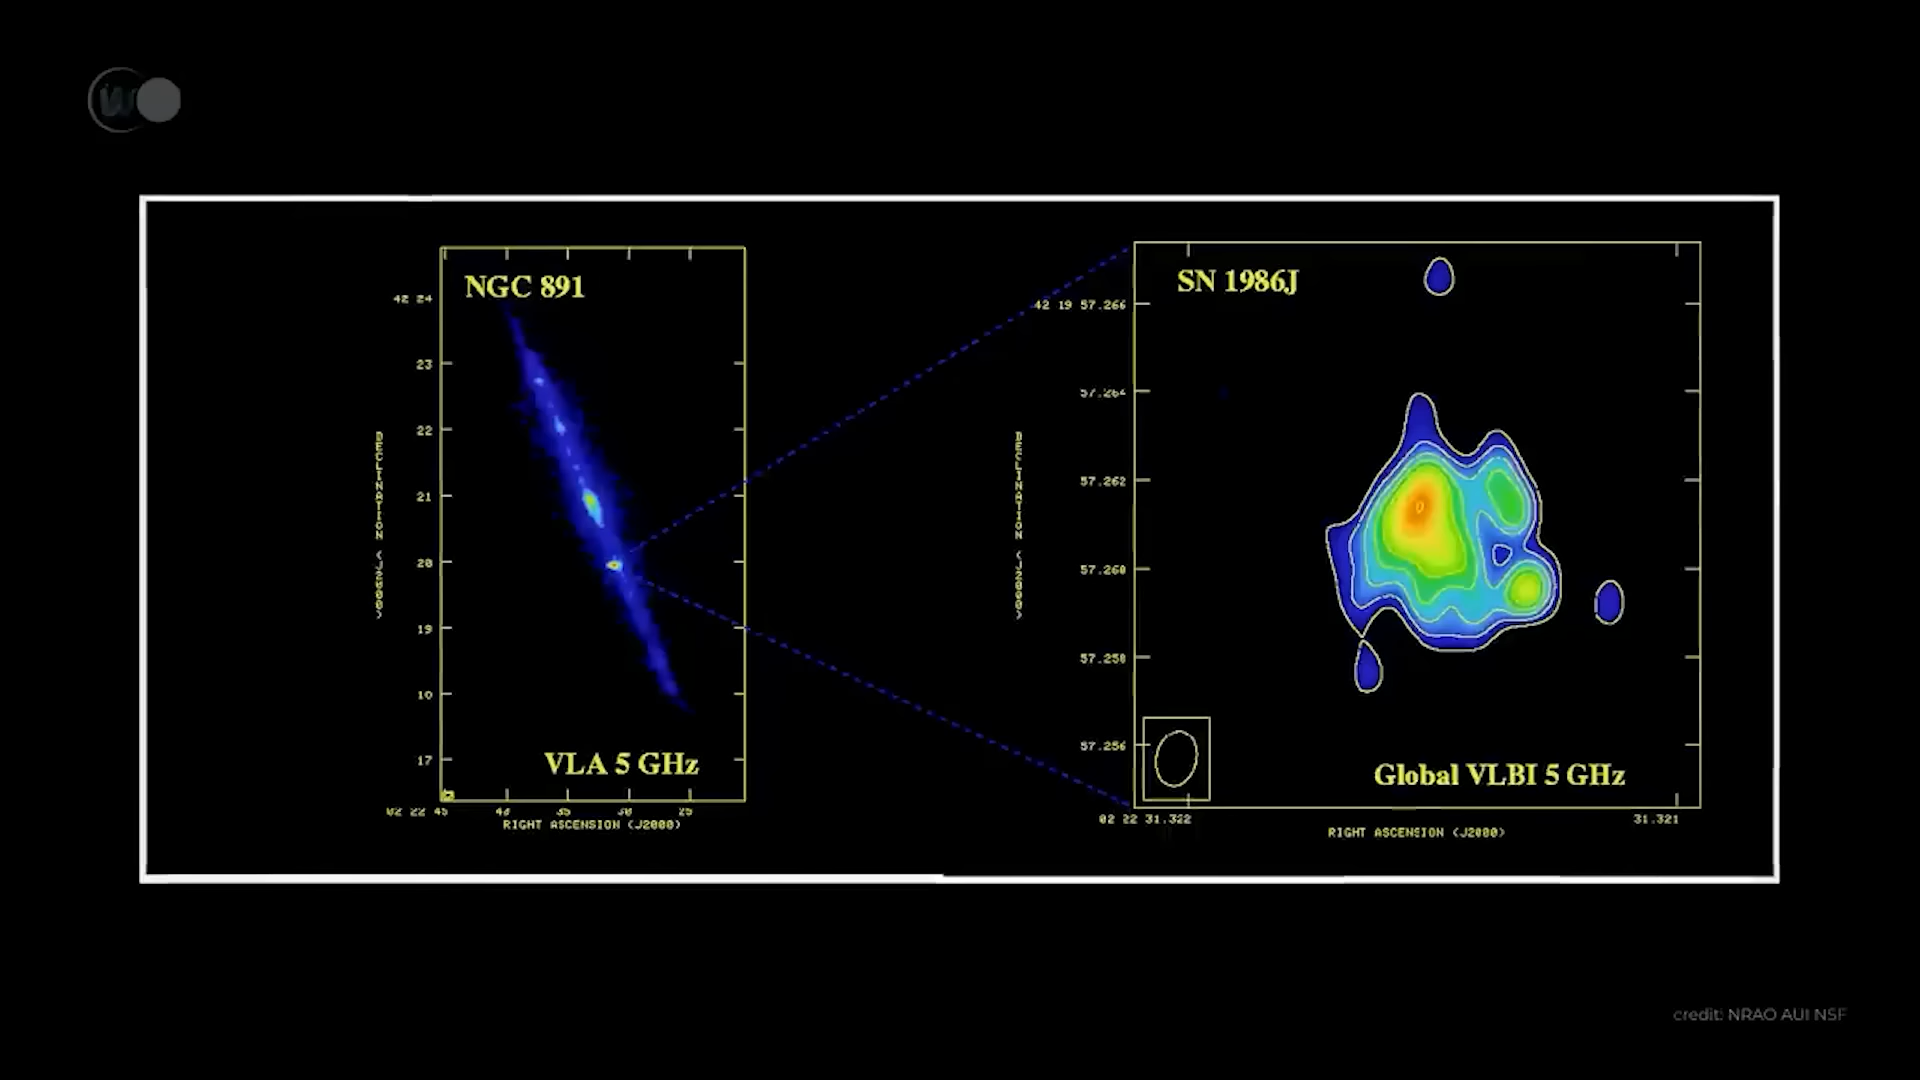 W
NGC 891
42 24
23
22
21
20
19
18
17
DECLINATION (J2000)
VLA 5 GHz
02 22 45
40
35
30
25
RIGHT ASCENSION (J2000)
SN 1986J
42 19 57.266
57.264
57.262
57.260
57.258
57.256
DECLINATION (J2000)
Global VLBI 5 GHz
02 22 31.322
31.321
RIGHT ASCENSION (J2000)
credit: NRAO AUI NSF